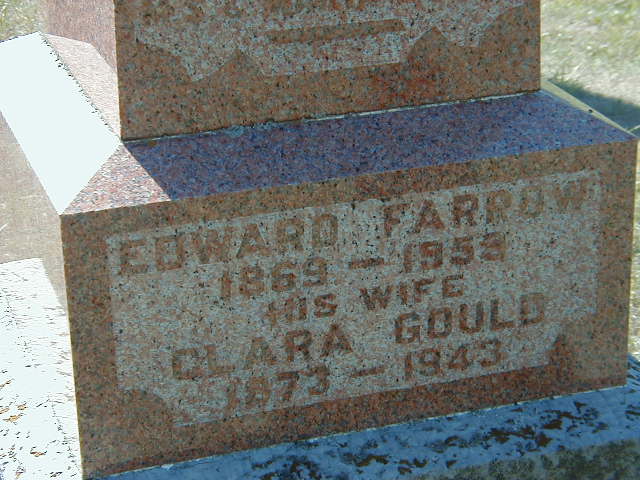 EDWARD FARROW
1869 — 1953
HIS WIFE
CLARA GOULD
1873 — 1943